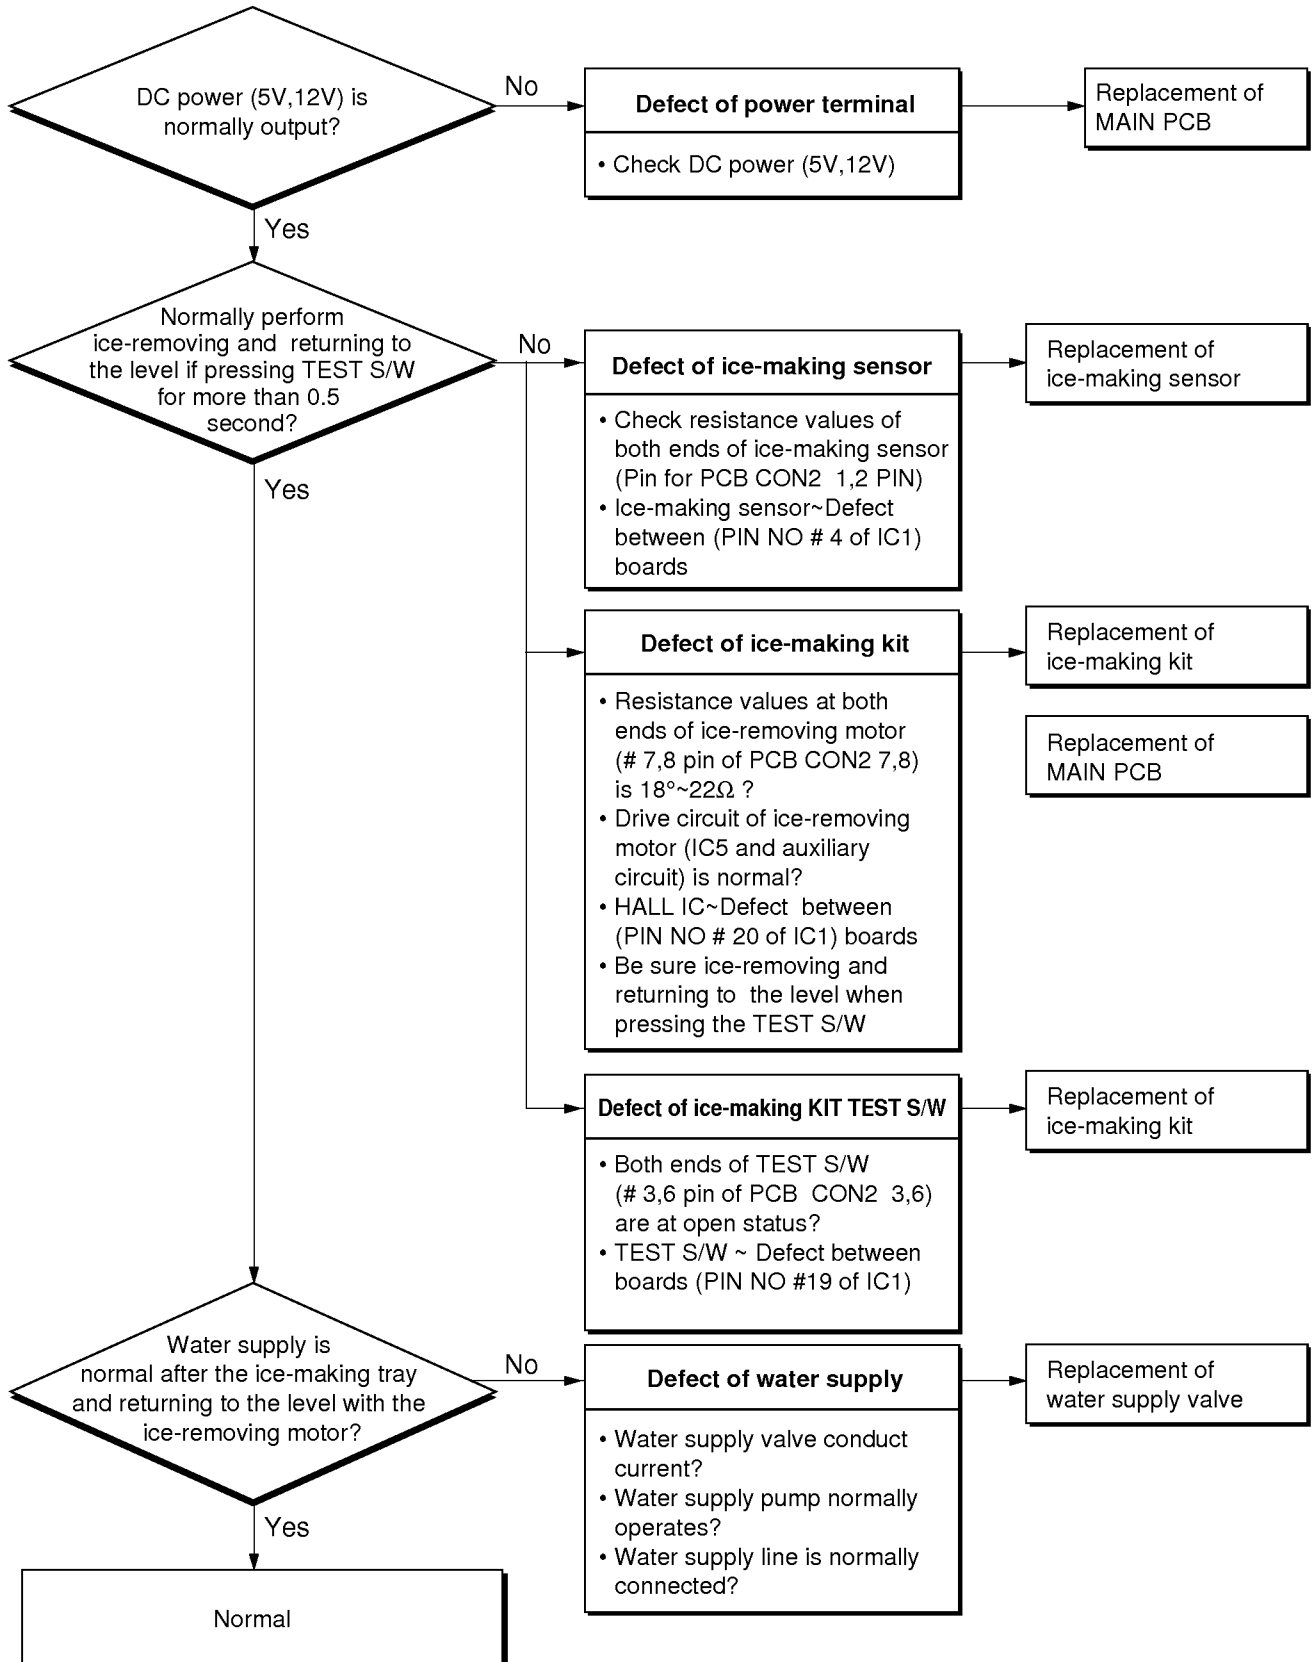 DC power (5V,12V) is
normally output?
No
Defect of power terminal
• Check DC power (5V,12V)
Replacement of
MAIN PCB
Yes
Normally perform
ice-removing and returning to
the level if pressing TEST S/W
for more than 0.5
second?
No
Defect of ice-making sensor
• Check resistance values of
both ends of ice-making sensor
(Pin for PCB CON2 1,2 PIN)
• Ice-making sensor~Defect
between (PIN NO # 4 of IC1)
boards
Replacement of
ice-making sensor
Yes
Defect of ice-making kit
• Resistance values at both
ends of ice-removing motor
(# 7,8 pin of PCB CON2 7,8)
is 18°~22Ω ?
• Drive circuit of ice-removing
motor (IC5 and auxiliary
circuit) is normal?
• HALL IC~Defect between
(PIN NO # 20 of IC1) boards
• Be sure ice-removing and
returning to the level when
pressing the TEST S/W
Replacement of
ice-making kit
Replacement of
MAIN PCB
Defect of ice-making KIT TEST S/W
• Both ends of TEST S/W
(# 3,6 pin of PCB CON2 3,6)
are at open status?
• TEST S/W ~ Defect between
boards (PIN NO #19 of IC1)
Replacement of
ice-making kit
Water supply is
normal after the ice-making tray
and returning to the level with the
ice-removing motor?
No
Defect of water supply
• Water supply valve conduct
current?
• Water supply pump normally
operates?
• Water supply line is normally
connected?
Replacement of
water supply valve
Yes
Normal